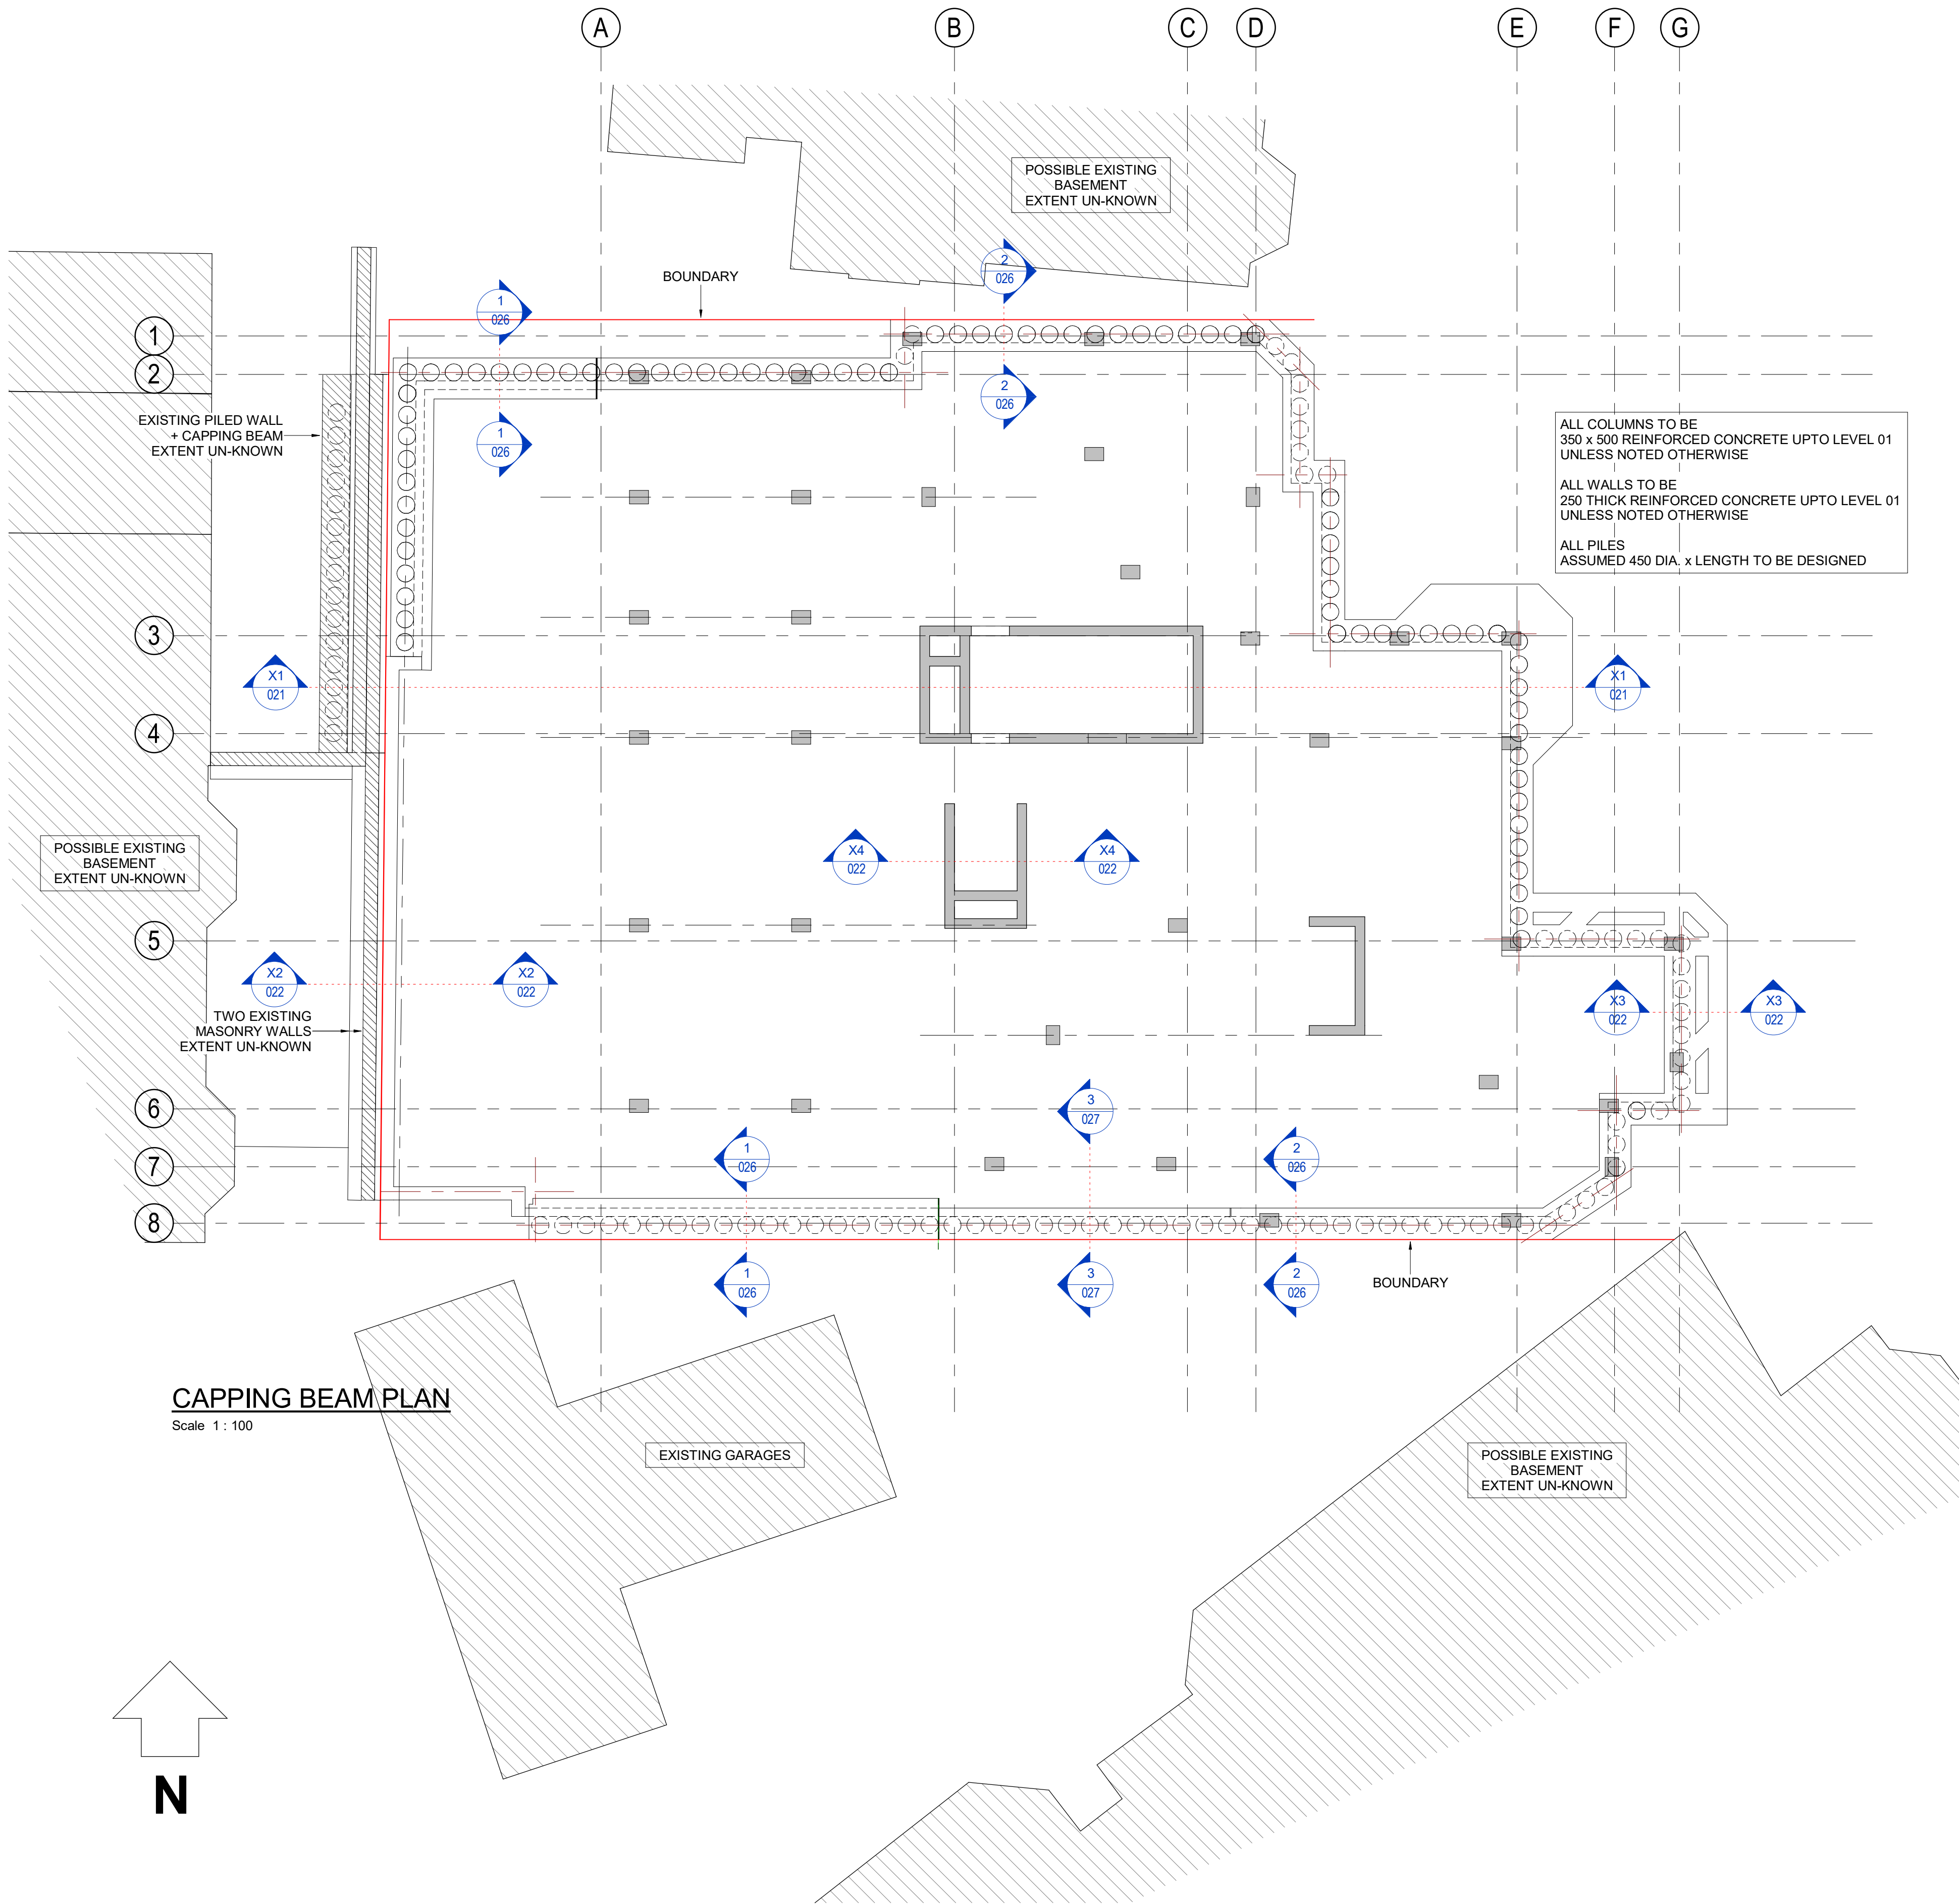 A
B
C
D
E
F
G
POSSIBLE EXISTING
BASEMENT
EXTENT UN-KNOWN
BOUNDARY
2
026
1
026
1
2
2
026
1
026
EXISTING PILED WALL
+ CAPPING BEAM
EXTENT UN-KNOWN
ALL COLUMNS TO BE
350 x 500 REINFORCED CONCRETE UPTO LEVEL 01
UNLESS NOTED OTHERWISE
ALL WALLS TO BE
250 THICK REINFORCED CONCRETE UPTO LEVEL 01
UNLESS NOTED OTHERWISE
ALL PILES
ASSUMED 450 DIA. x LENGTH TO BE DESIGNED
3
X1
021
X1
021
4
POSSIBLE EXISTING
BASEMENT
EXTENT UN-KNOWN
X4
022
X4
022
5
X2
022
X2
022
X3
022
X3
022
TWO EXISTING
MASONRY WALLS
EXTENT UN-KNOWN
6
3
027
7
1
026
2
026
8
1
026
3
027
2
026
BOUNDARY
CAPPING BEAM PLAN
Scale 1 : 100
EXISTING GARAGES
POSSIBLE EXISTING
BASEMENT
EXTENT UN-KNOWN
N